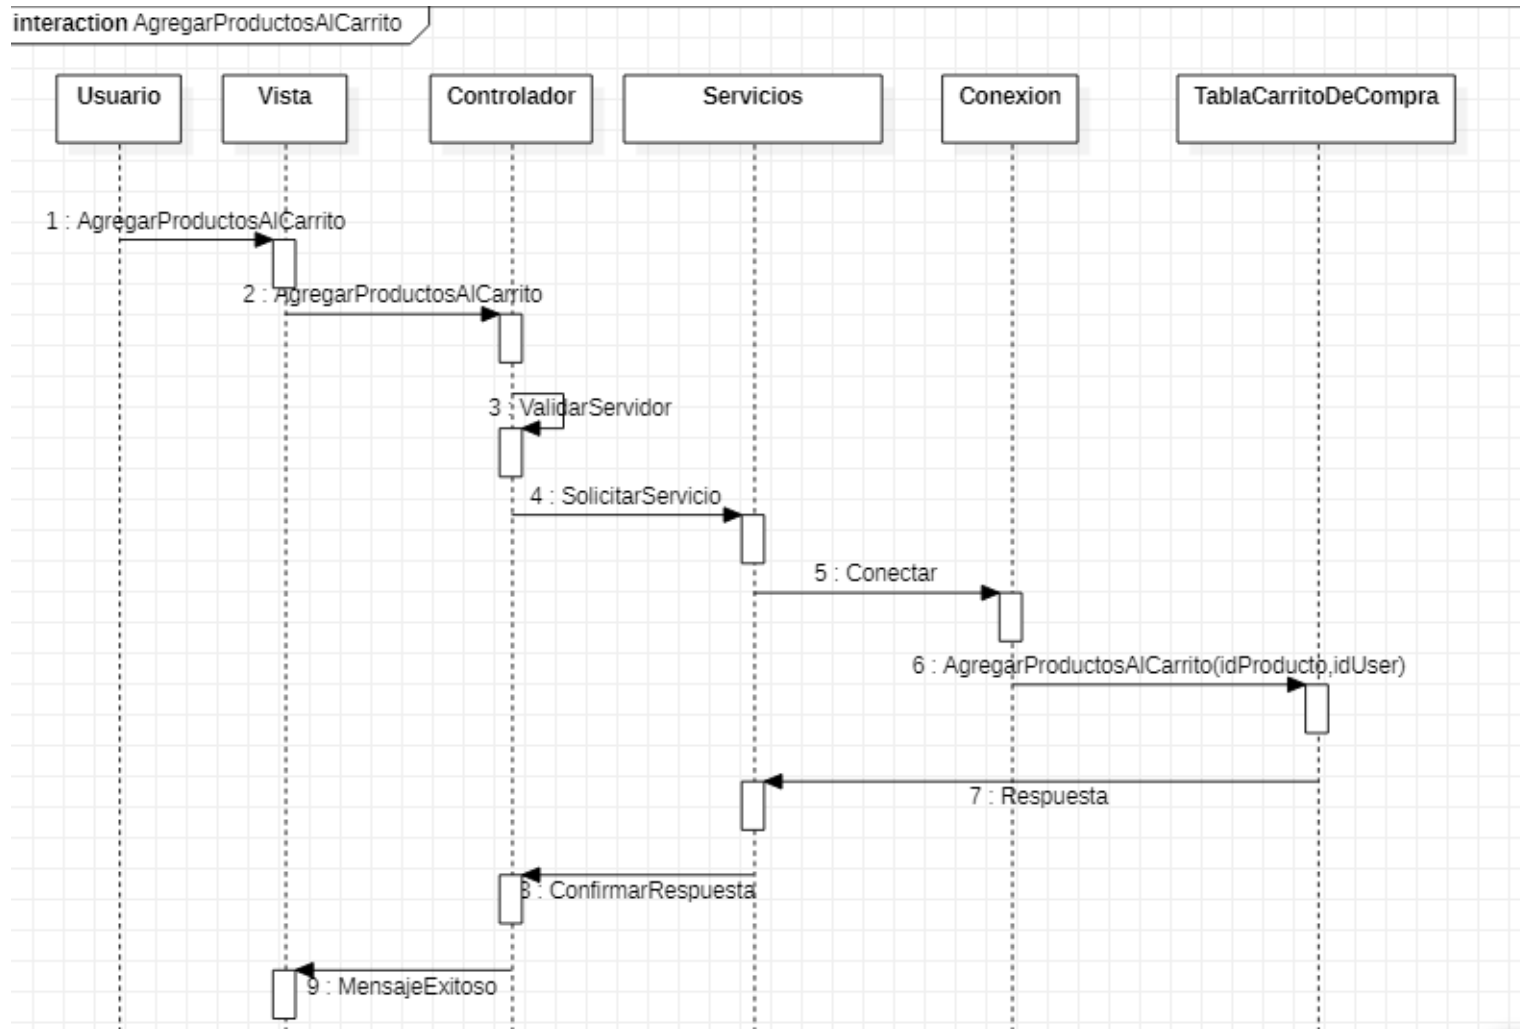 interaction AgregarProductosAlCarrito
Usuario
Vista
Controlador
Servicios
Conexion
TablaCarritoDeCompra
1 : AgregarProductosAlCarrito
2 : AgregarProductosAlCarrito
3 : ValidarServidor
4 : SolicitarServicio
5 : Conectar
6 : AgregarProductosAlCarrito(idProducto,idUser)
7 : Respuesta
8 : ConfirmarRespuesta
9 : MensajeExitoso